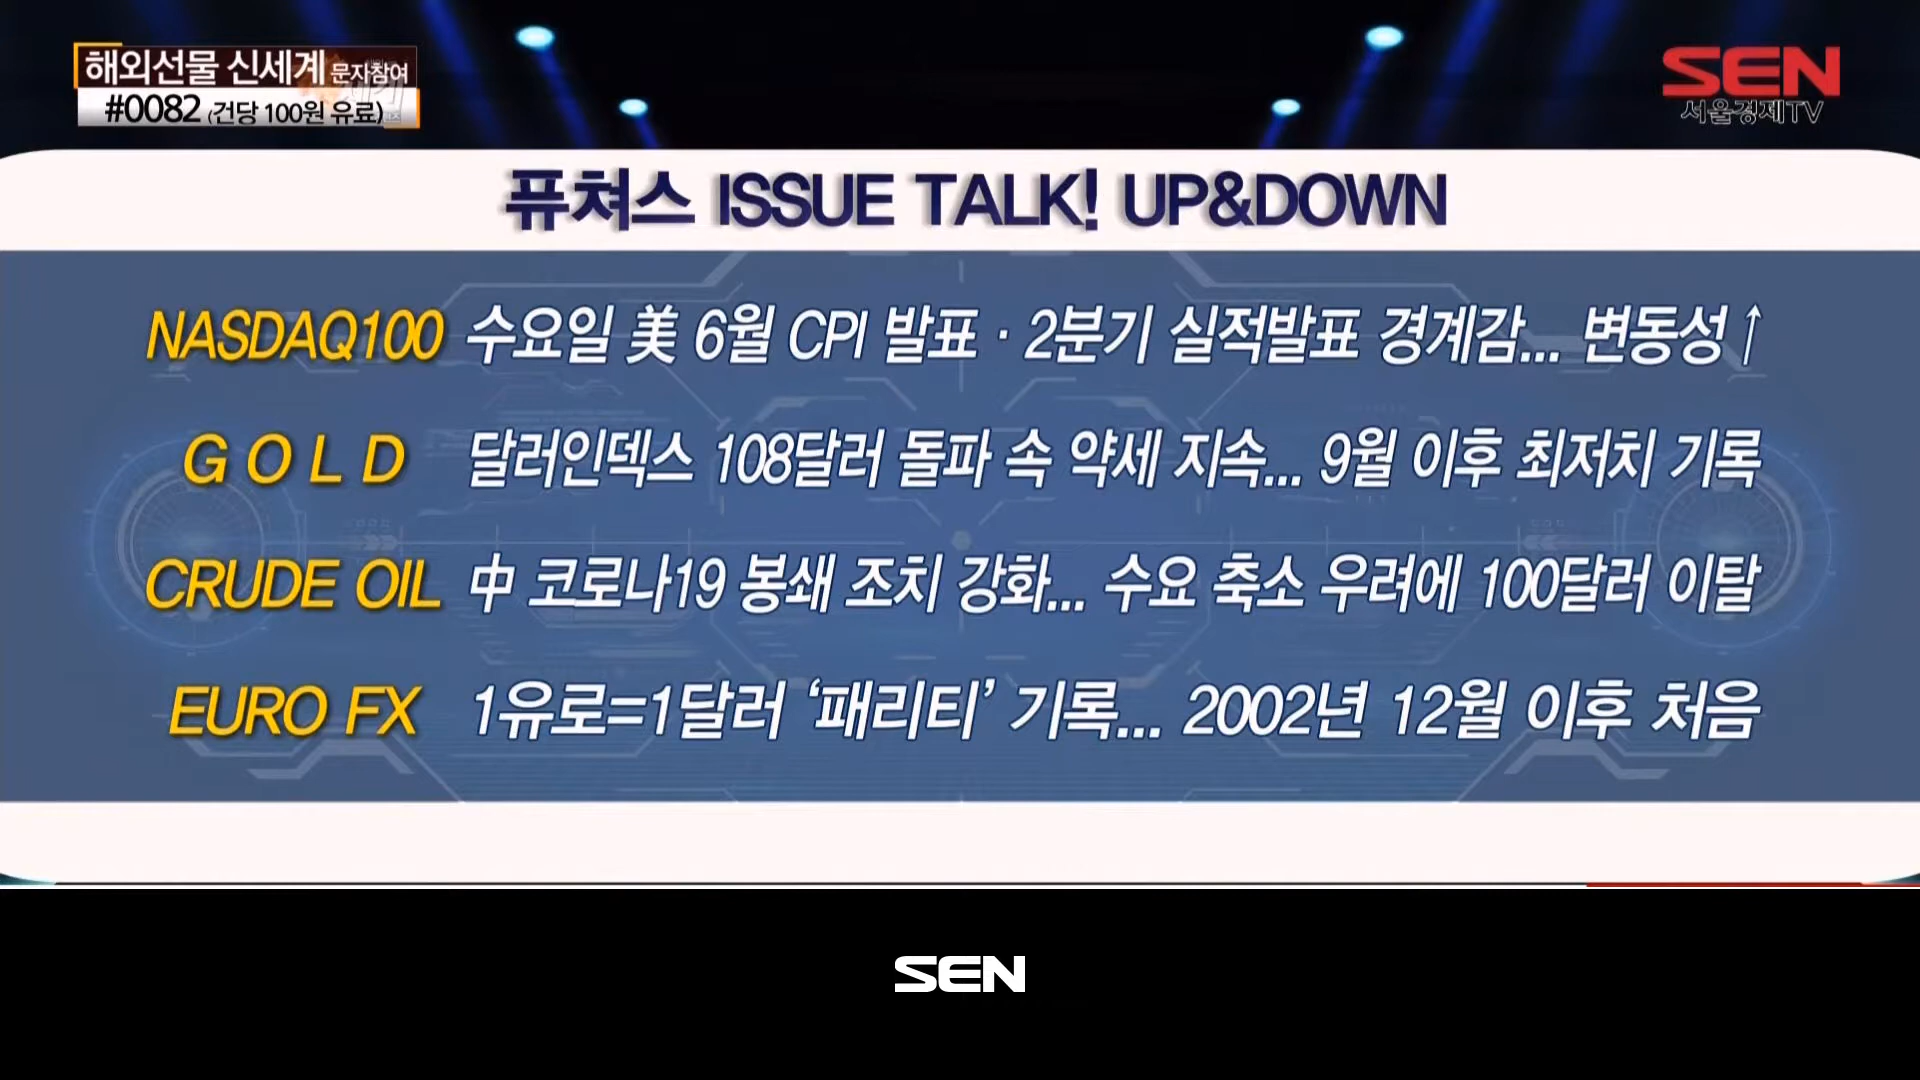 해외선물 신세계 문자참여
#0082 (건당 100원 유료)
SEN
서울경제TV
퓨쳐스 ISSUE TALK! UP&DOWN
NASDAQ100 수요일 美 6월 CPI 발표·2분기 실적발표 경계감... 변동성↑
GOLD 달러인덱스 108달러 돌파 속 약세 지속... 9월 이후 최저치 기록
CRUDE OIL 中 코로나19 봉쇄 조치 강화... 수요 축소 우려에 100달러 이탈
EURO FX 1유로=1달러 ‘패리티’ 기록... 2002년 12월 이후 처음
SEN